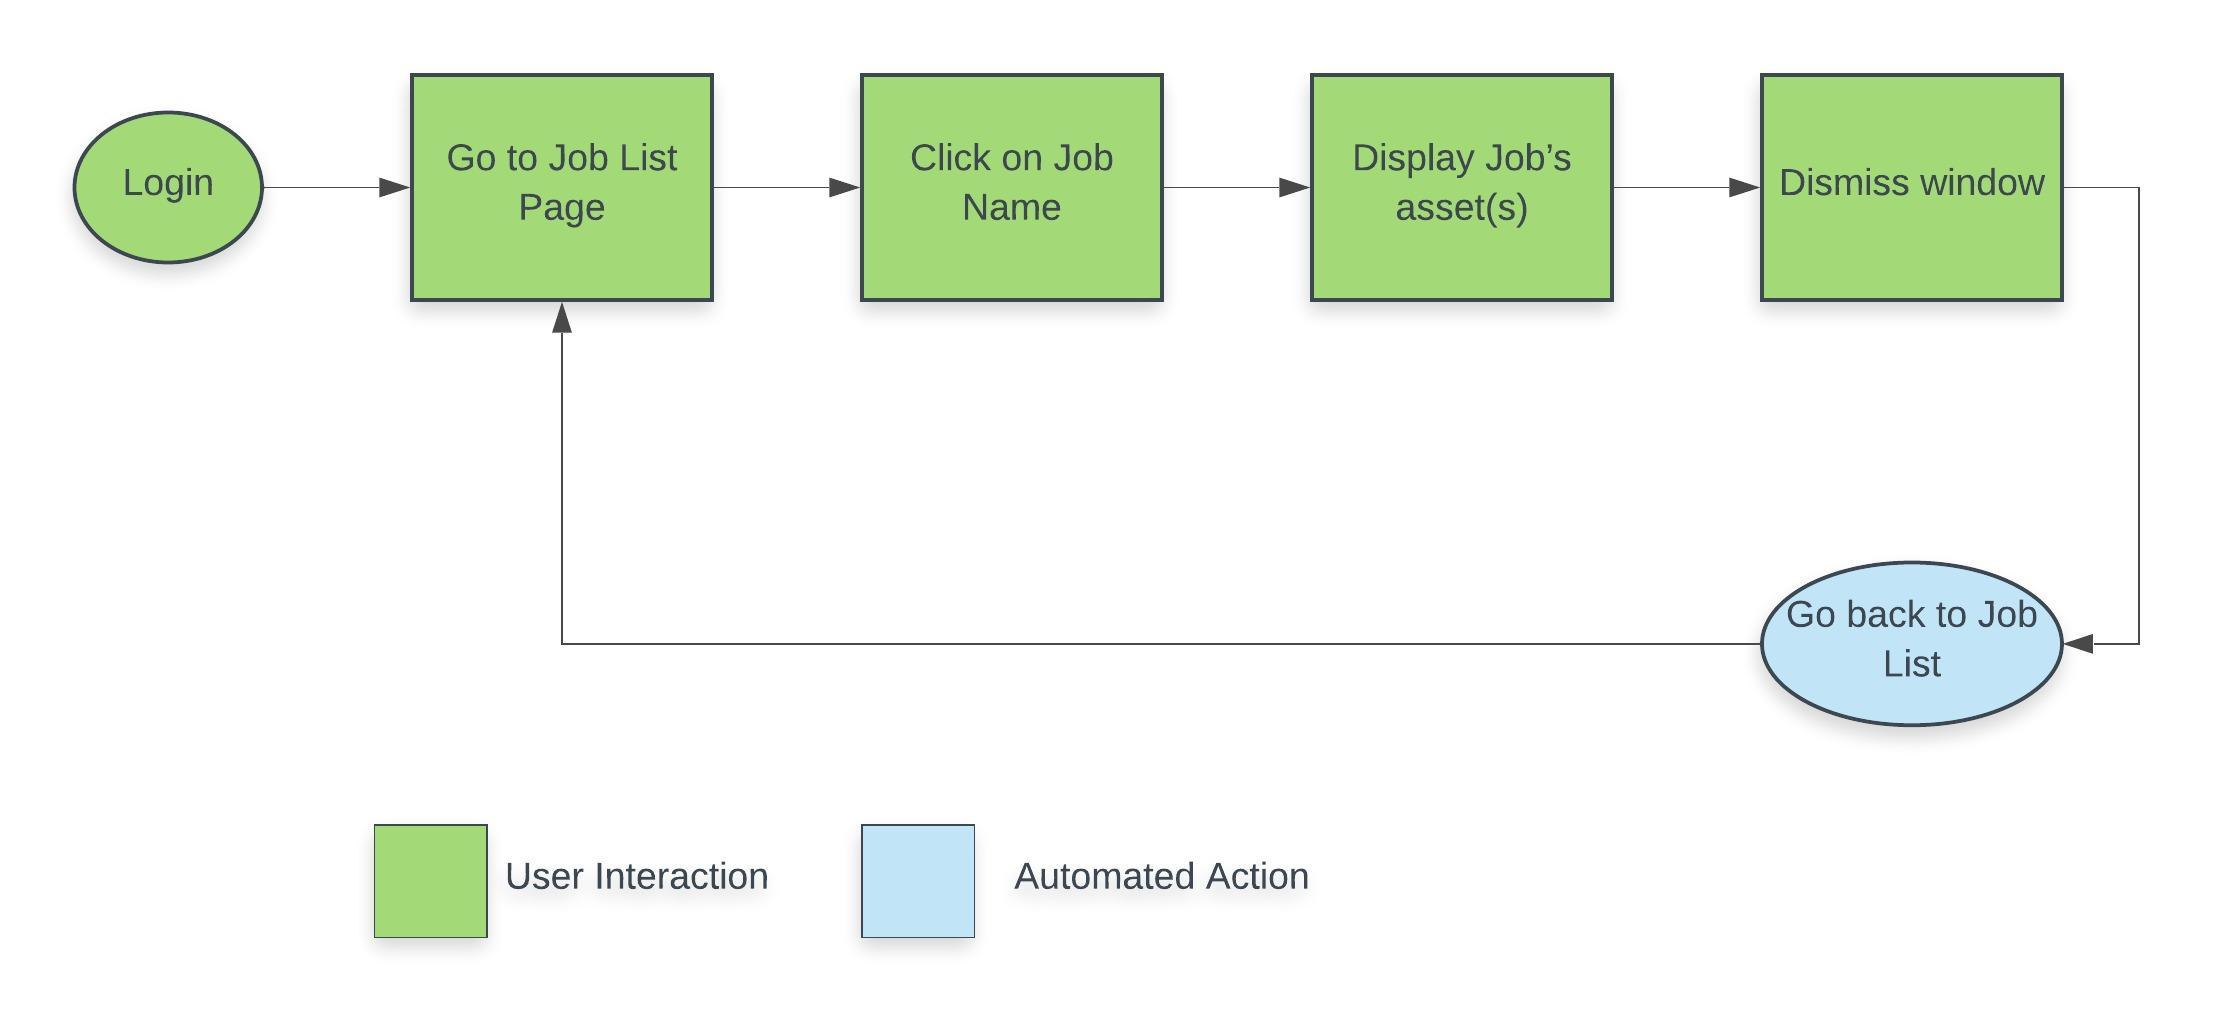 Login
Go to Job List
Page
Click on Job
Name
Display Job’s
asset(s)
Dismiss window
Go back to Job
List
User Interaction
Automated Action